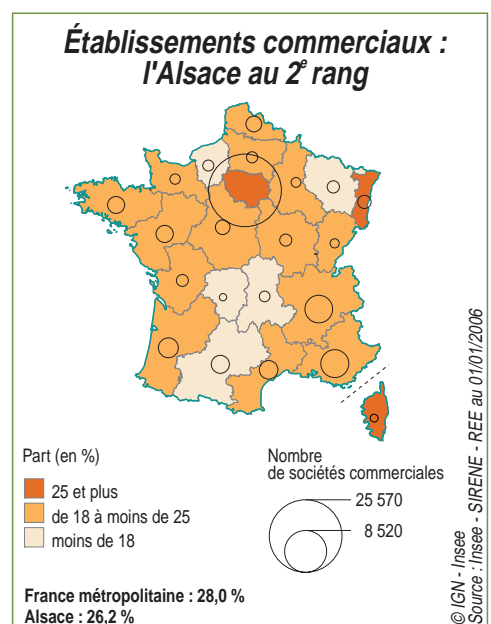 Établissements commerciaux :
l'Alsace au 2e rang
Part (en %)
25 et plus
de 18 à moins de 25
moins de 18
Nombre
de sociétés commerciales
25 570
8 520
France métropolitaine : 28,0 %
Alsace : 26,2 %
© IGN - Insee
Source : Insee - SIRENE - REE au 01/01/2006